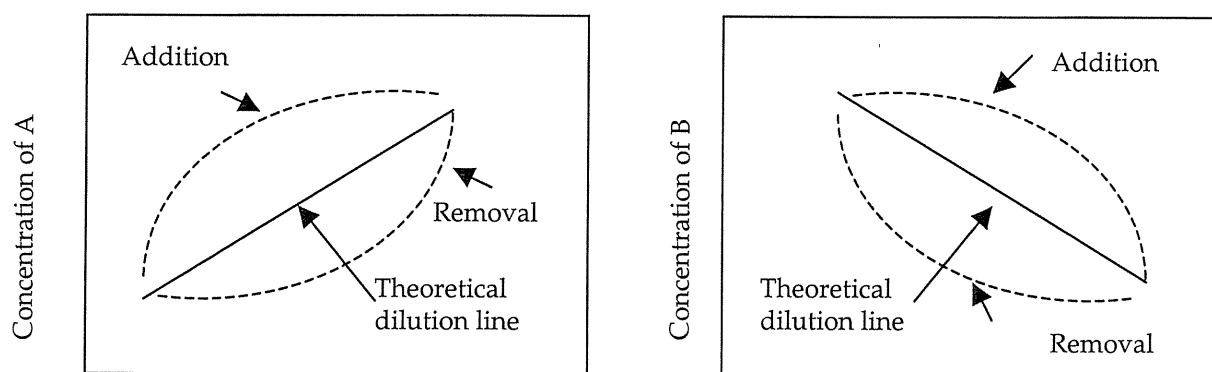 Concentration of A
Addition
Removal
Theoretical
dilution line
Concentration of B
Addition
Theoretical
dilution line
Removal